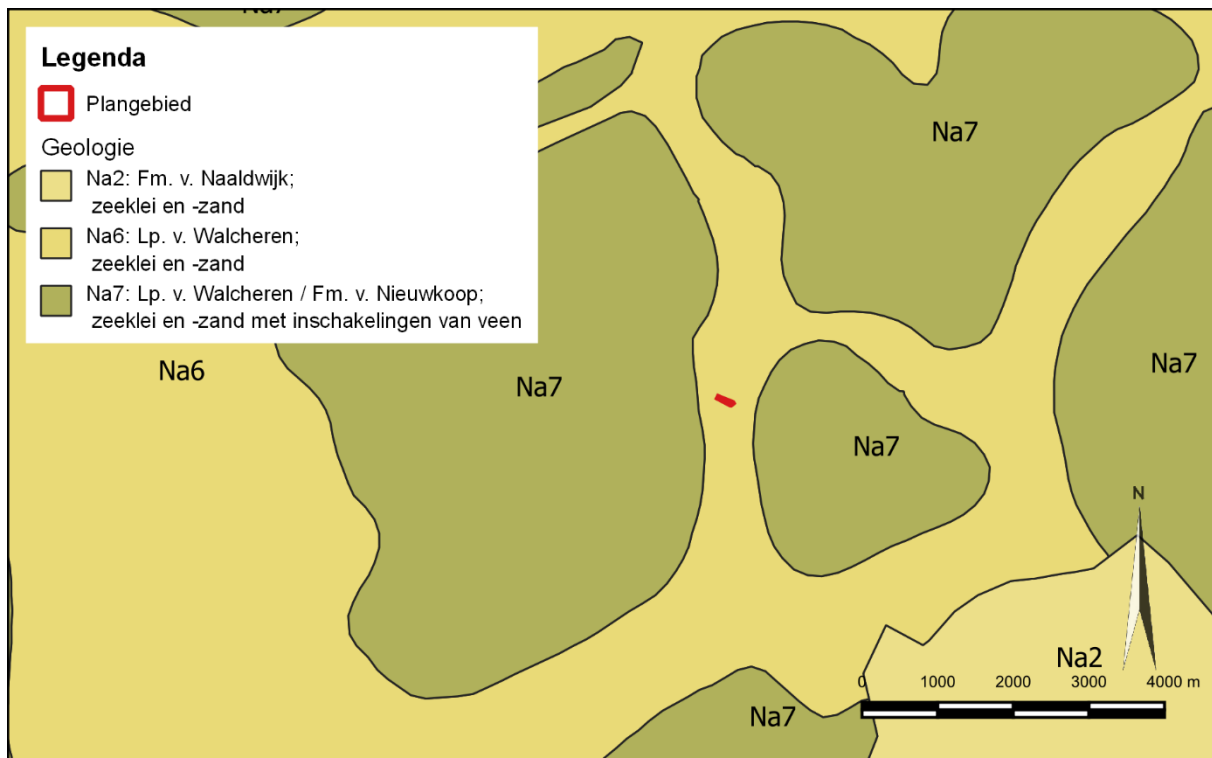 Na7
Legenda
Plangebied
Geologie
Na2: Fm. v. Naaldwijk;
zeeklei en -zand
Na6: Lp. v. Walcheren;
zeeklei en -zand
Na7: Lp. v. Walcheren / Fm. v. Nieuwkoop;
zeeklei en -zand met inschakelingen van veen
Na7
Na6
Na7
Na7
Na7
N
Na2
0 1000 2000 3000 4000 m
Na7